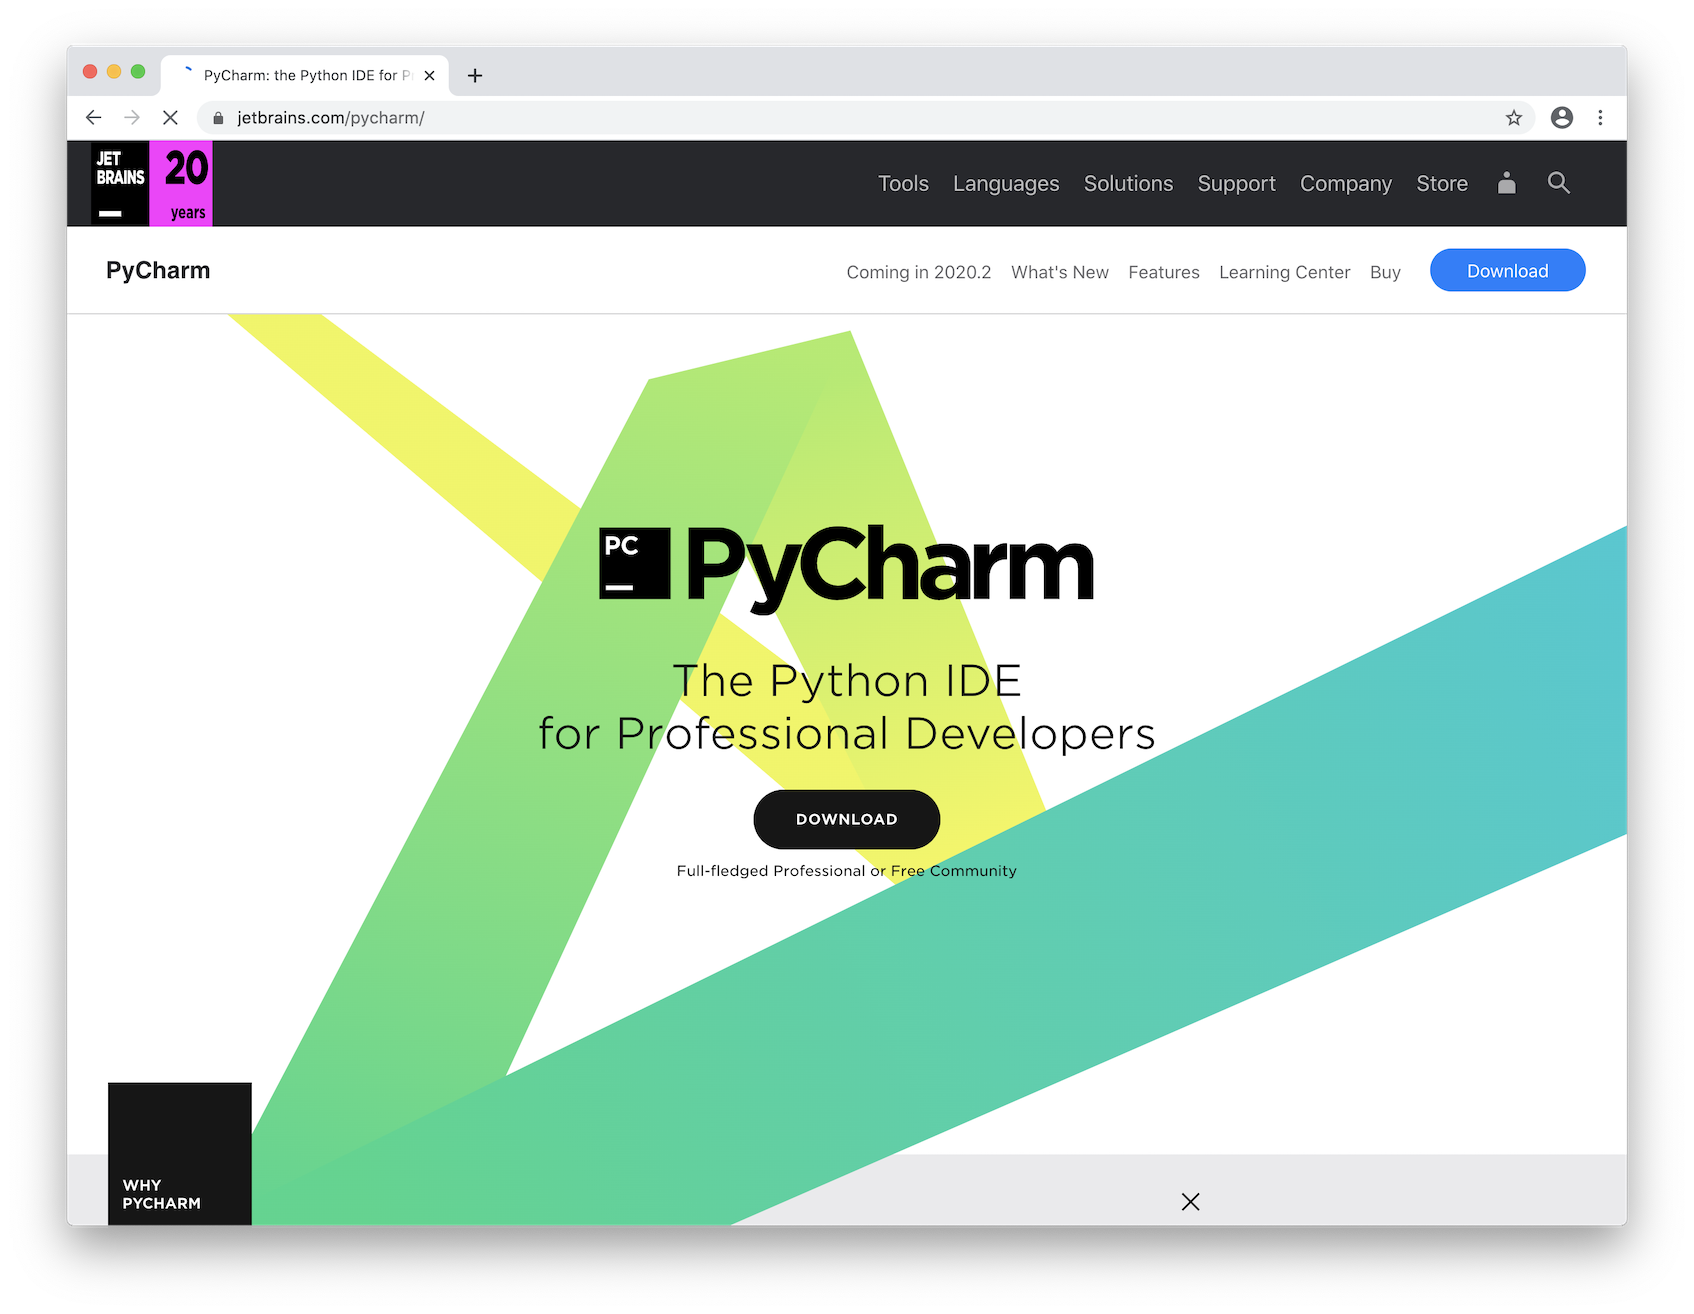 PyCharm: the Python IDE for P
jetbrains.com/pycharm/
JET
BRAINS
20
years
Tools Languages Solutions Support Company Store
PyCharm
Coming in 2020.2 What's New Features Learning Center Buy Download
PC
PyCharm
The Python IDE
for Professional Developers
DOWNLOAD
Full-fledged Professional or Free Community
WHY
PYCHARM